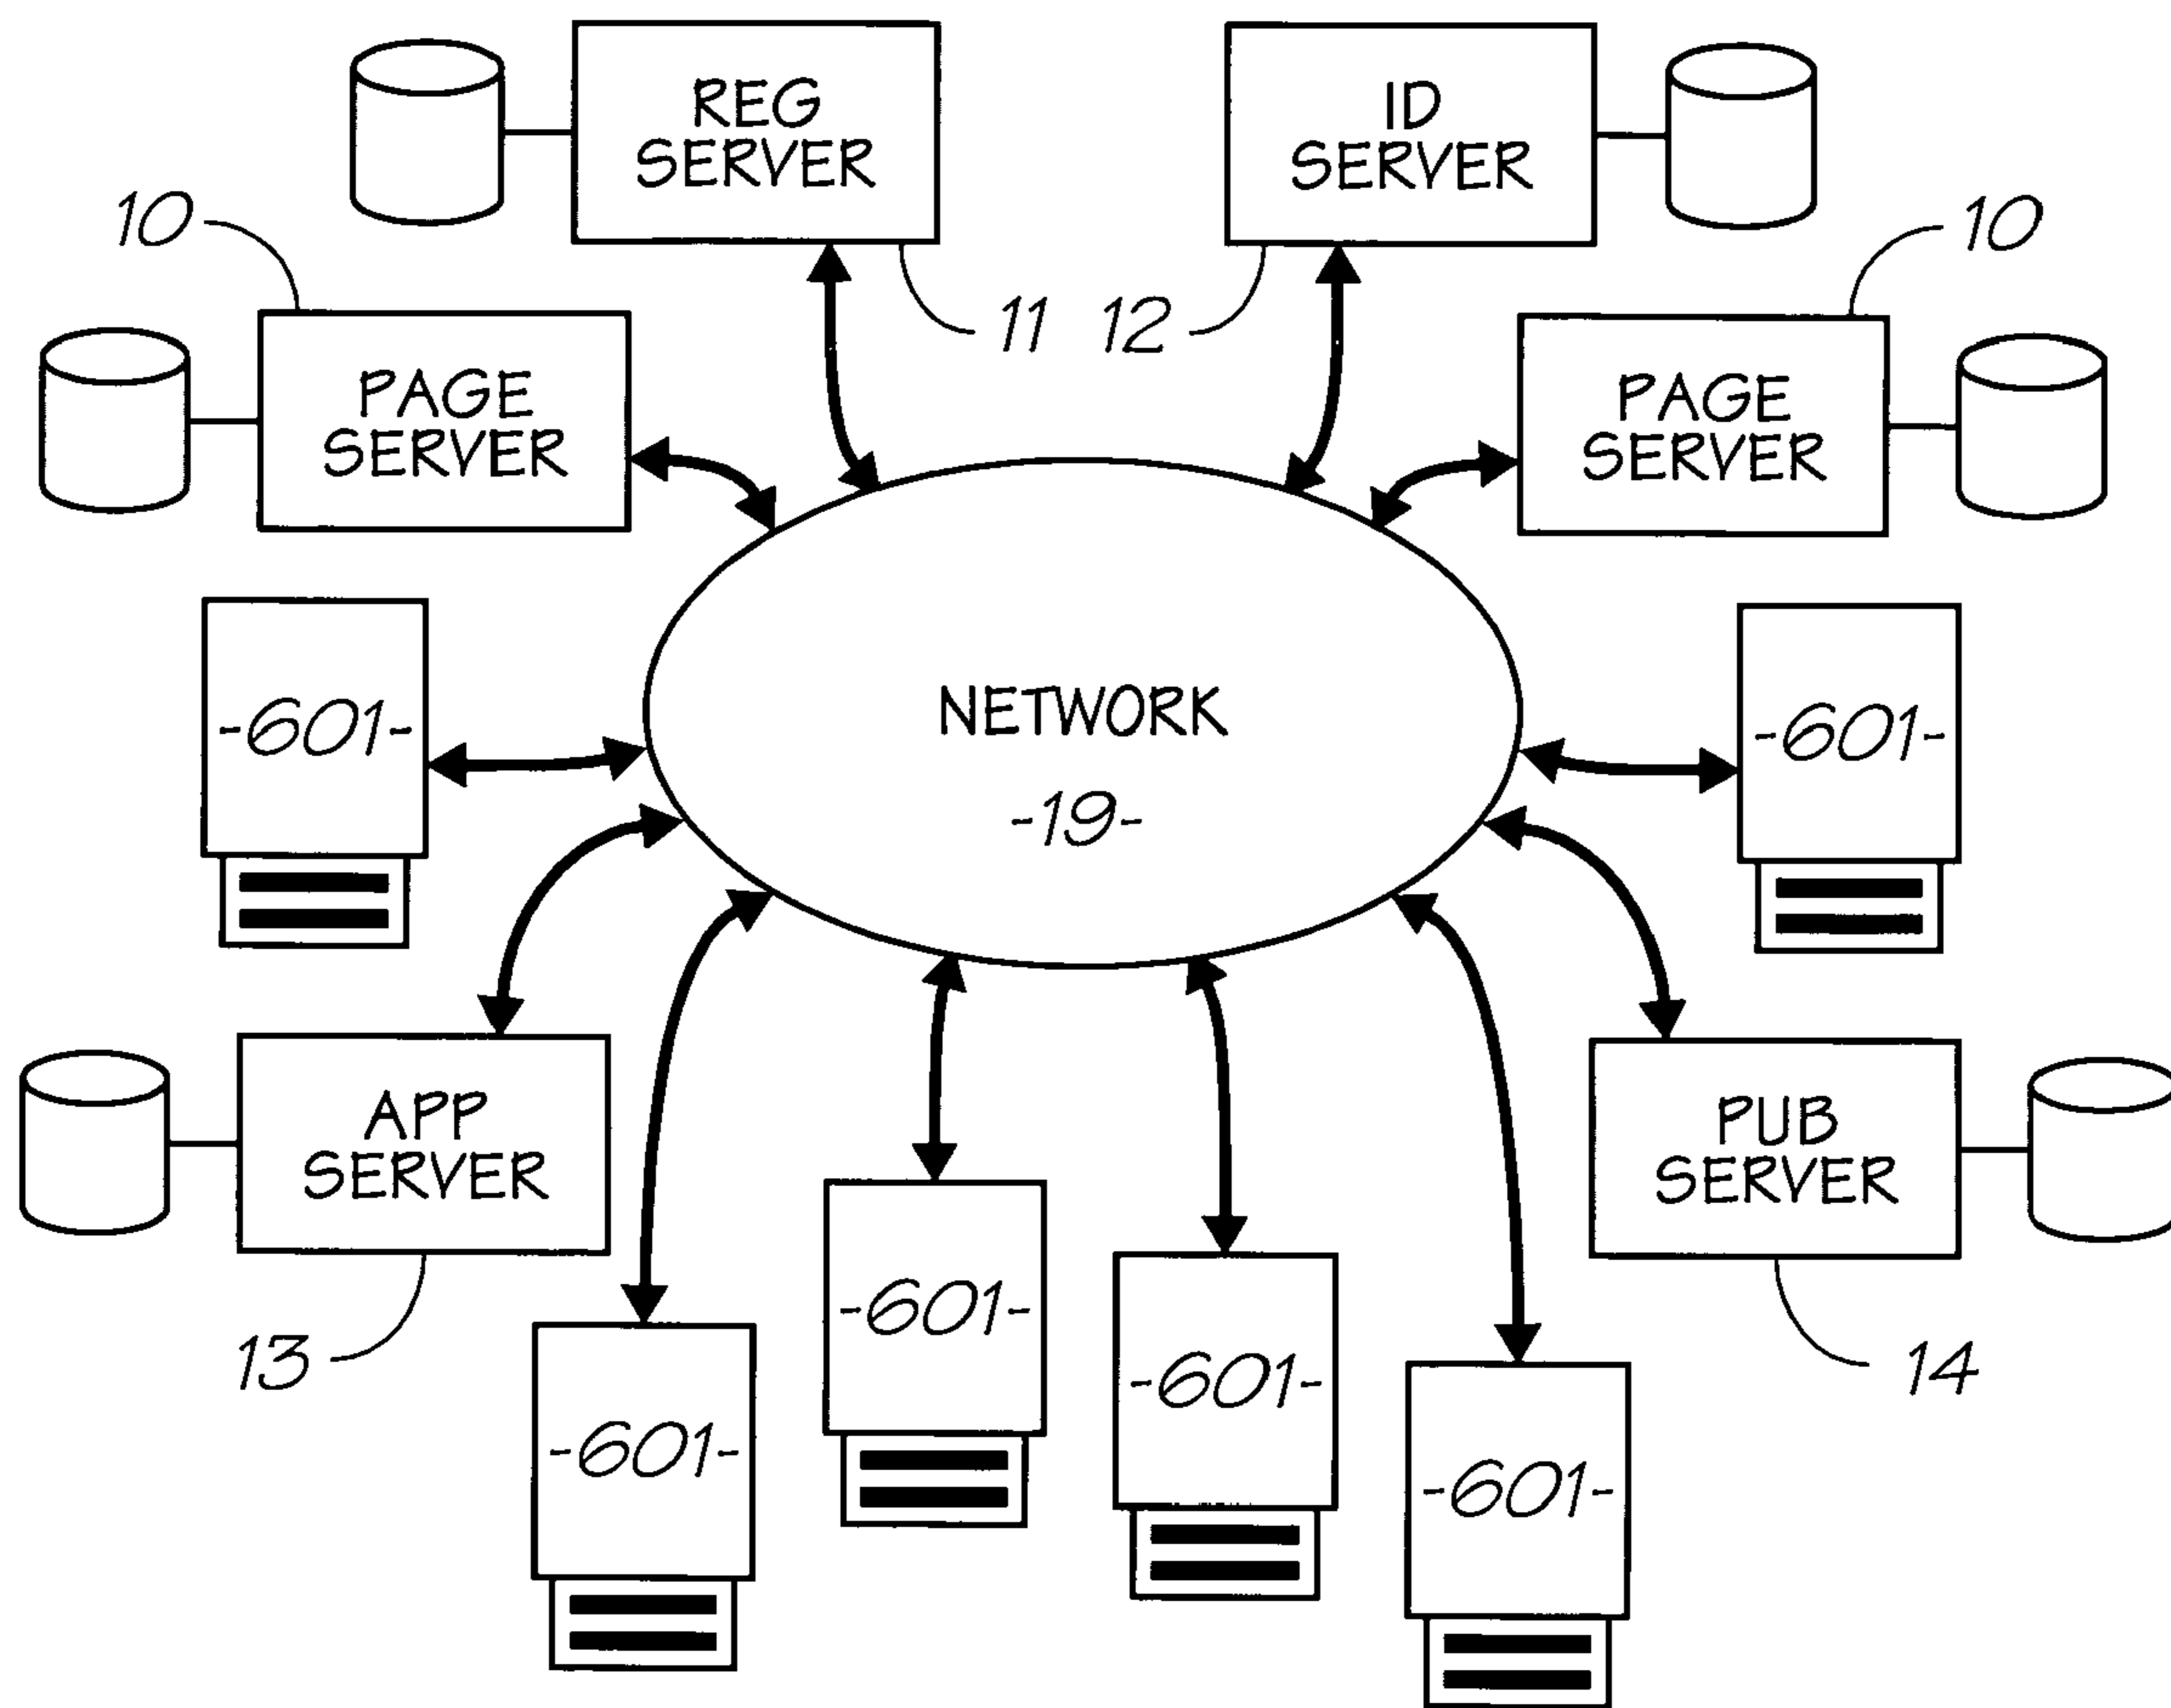 REG
SERVER
ID
SERVER
10
10
11
12
PAGE
SERVER
PAGE
SERVER
-601-
NETWORK
-19-
-601-
APP
SERVER
PUB
SERVER
13
-601-
-601-
-601-
-601-
14